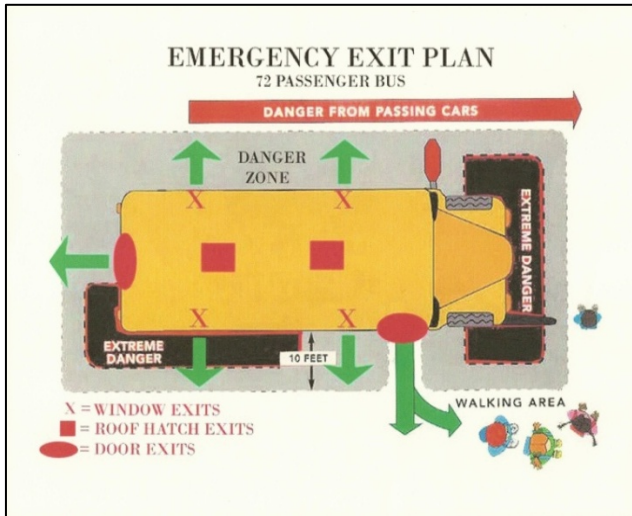 EMERGENCY EXIT PLAN
72 PASSENGER BUS
DANGER FROM PASSING CARS
DANGER
ZONE
X
X
EXTREME DANGER
X
X
EXTREME
DANGER
10 FEET
WALKING AREA
X = WINDOW EXITS
= ROOF HATCH EXITS
= DOOR EXITS